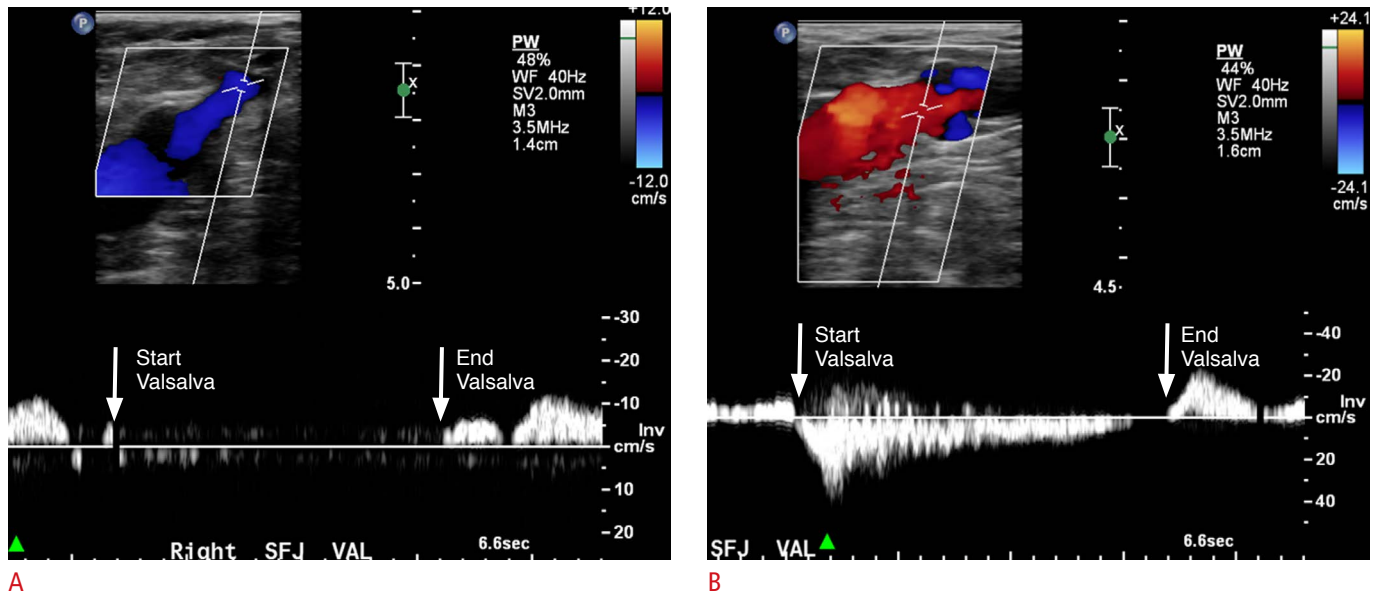 P
+12.0
PW
48%
WF 40Hz
SV2.0mm
M3
3.5MHz
1.4cm
X
-12.0
cm/s
5.0
Start
Valsalva
End
Valsalva
-30
-20
-10
Inv
cm/s
10
20
6.6sec
Right SFJ VAL
A
P
+24.1
PW
44%
WF 40Hz
SV2.0mm
M3
3.5MHz
1.6cm
X
-24.1
cm/s
4.5
Start
Valsalva
End
Valsalva
-40
-20
Inv
cm/s
20
40
6.6sec
SFJ VAL
B